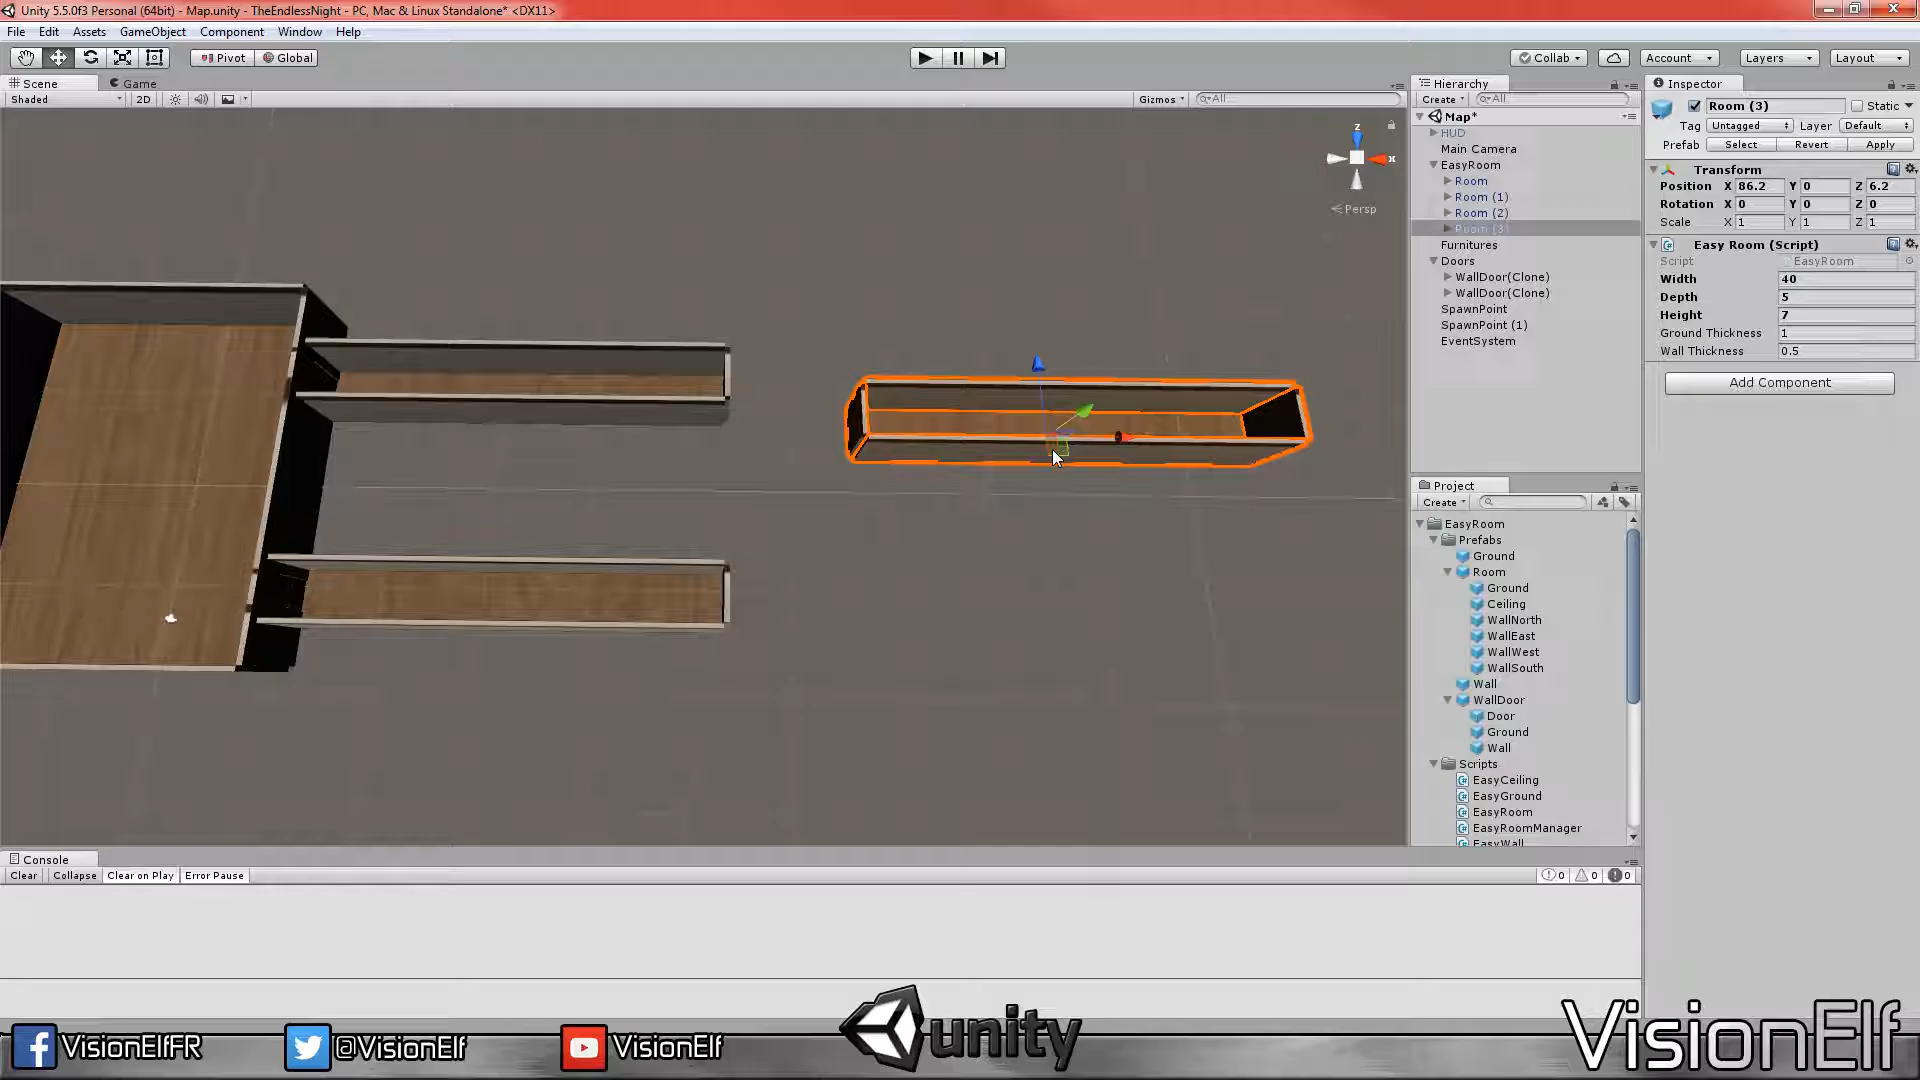 Unity 5.5.0f3 Personal (64bit) - Map.unity - TheEndlessNight - PC, Mac & Linux Standalone* <DX11>
File Edit Assets GameObject Component Window Help
Pivot Global Collab Account Layers Layout
Scene Game
Shaded 2D Gizmos All
z
x
Persp
Hierarchy
Create All
Map*
HUD
Main Camera
EasyRoom
Room
Room (1)
Room (2)
Room (3)
Furnitures
Doors
WallDoor(Clone)
WallDoor(Clone)
SpawnPoint
SpawnPoint (1)
EventSystem
Project
Create
EasyRoom
Prefabs
Ground
Room
Ground
Ceiling
WallNorth
WallEast
WallWest
WallSouth
Wall
WallDoor
Door
Ground
Wall
Scripts
EasyCeiling
EasyGround
EasyRoom
EasyRoomManager
EasyWall
Inspector
Room (3) Static
Tag Untagged Layer Default
Prefab Select Revert Apply
Transform
Position X 86.2 Y 0 Z 6.2
Rotation X 0 Y 0 Z 0
Scale X 1 Y 1 Z 1
Easy Room (Script)
Script EasyRoom
Width 40
Depth 5
Height 7
Ground Thickness 1
Wall Thickness 0.5
Add Component
Console
Clear Collapse Clear on Play Error Pause 0 0 0
VisionElfFR @VisionElf VisionElf unity VisionElf